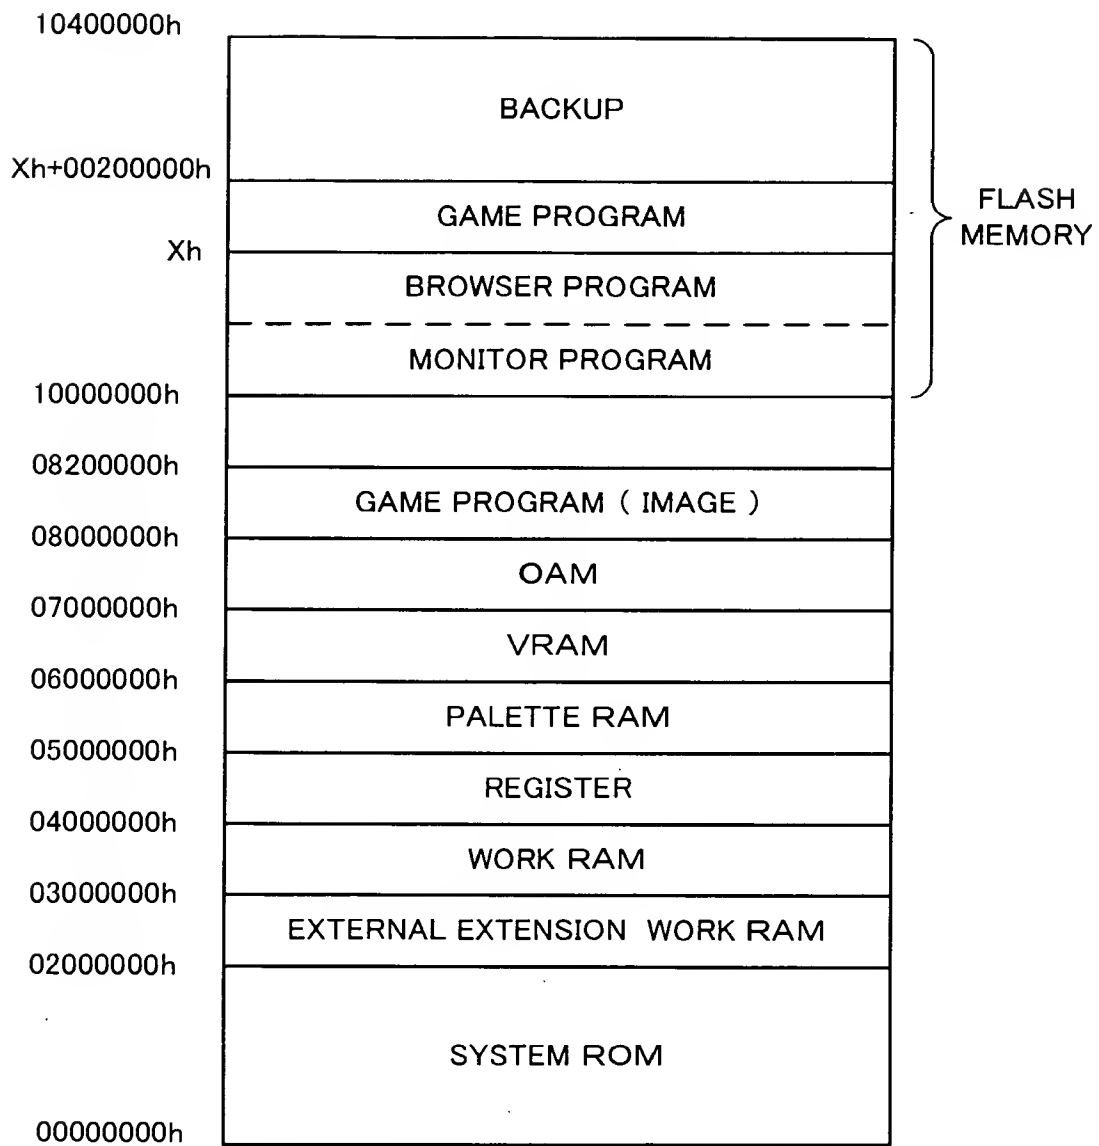 10400000h
BACKUP
Xh+00200000h
GAME PROGRAM
FLASH
MEMORY
Xh
BROWSER PROGRAM
MONITOR PROGRAM
10000000h
08200000h
GAME PROGRAM ( IMAGE )
08000000h
OAM
07000000h
VRAM
06000000h
PALETTE RAM
05000000h
REGISTER
04000000h
WORK RAM
03000000h
EXTERNAL EXTENSION WORK RAM
02000000h
SYSTEM ROM
00000000h